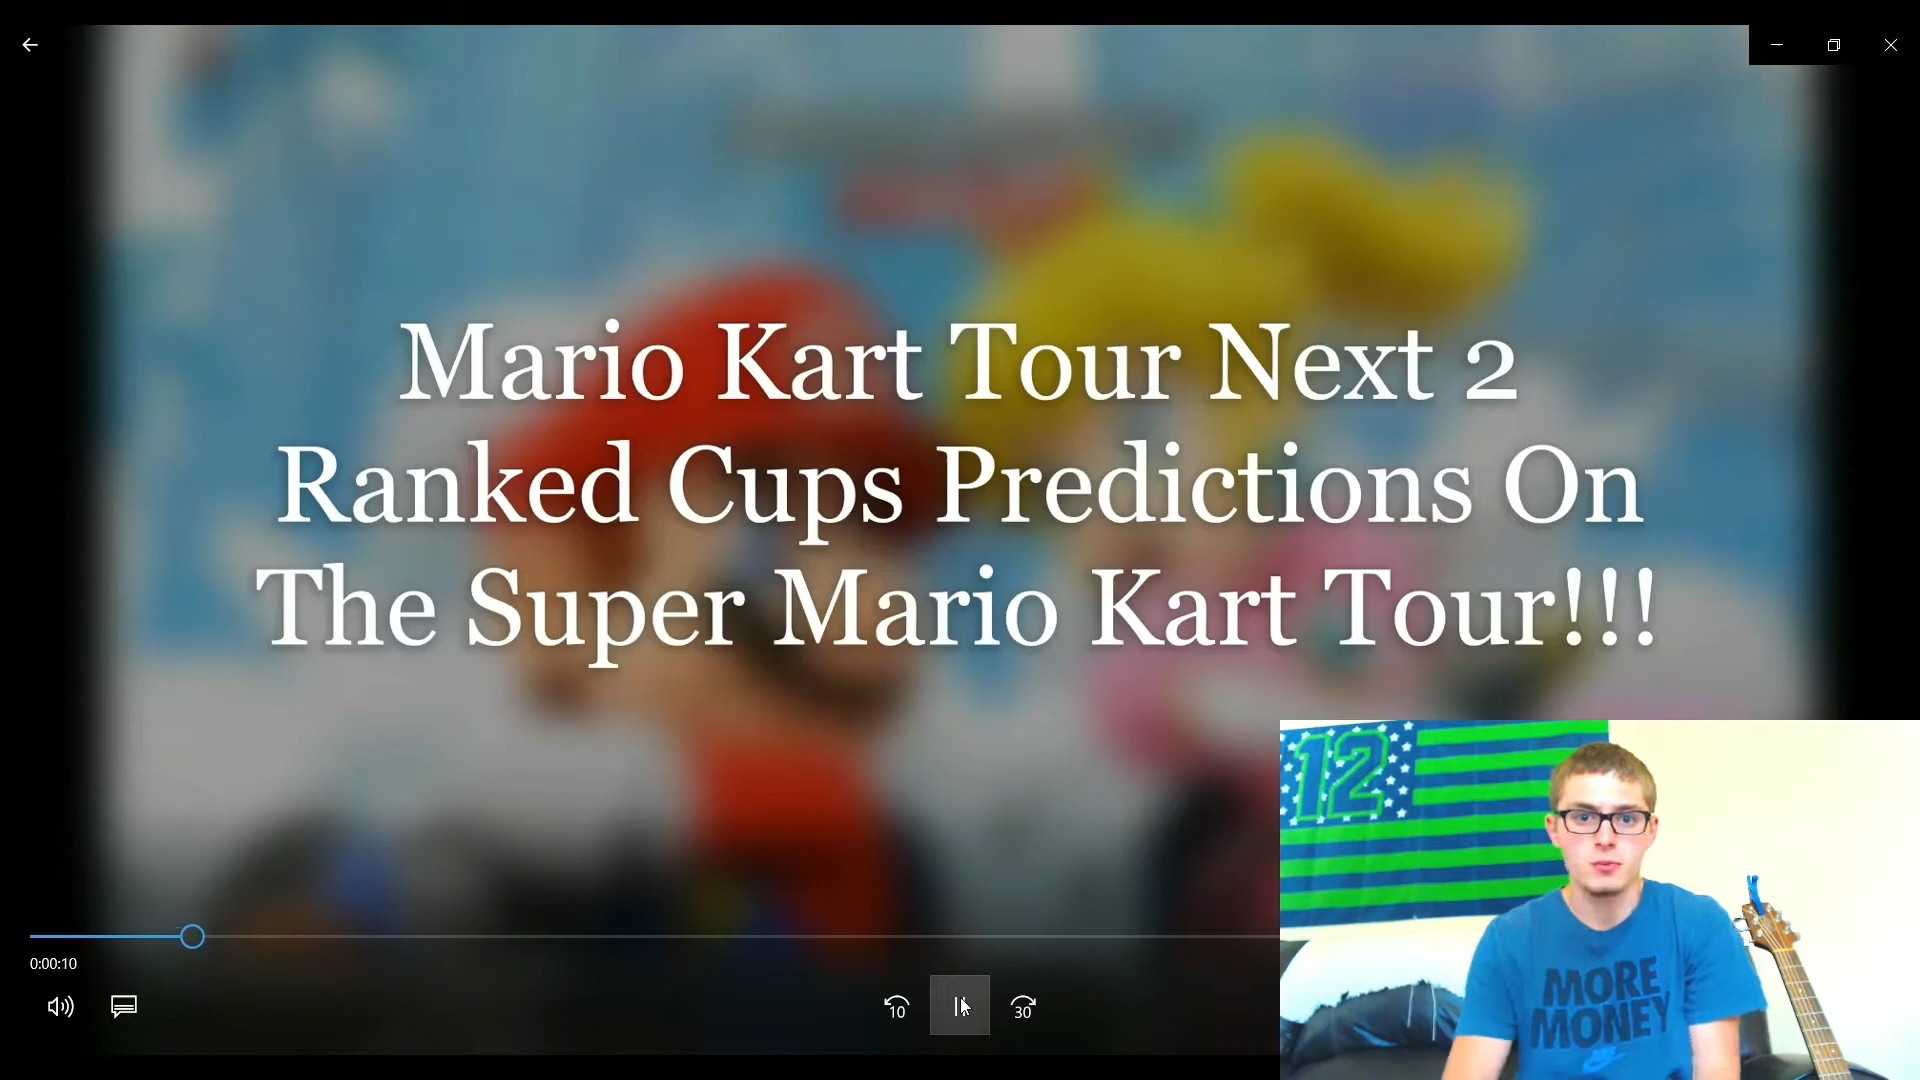 Mario Kart Tour Next 2
Ranked Cups Predictions On
The Super Mario Kart Tour!!!
12
0:00:10
MORE
MONEY
10
30